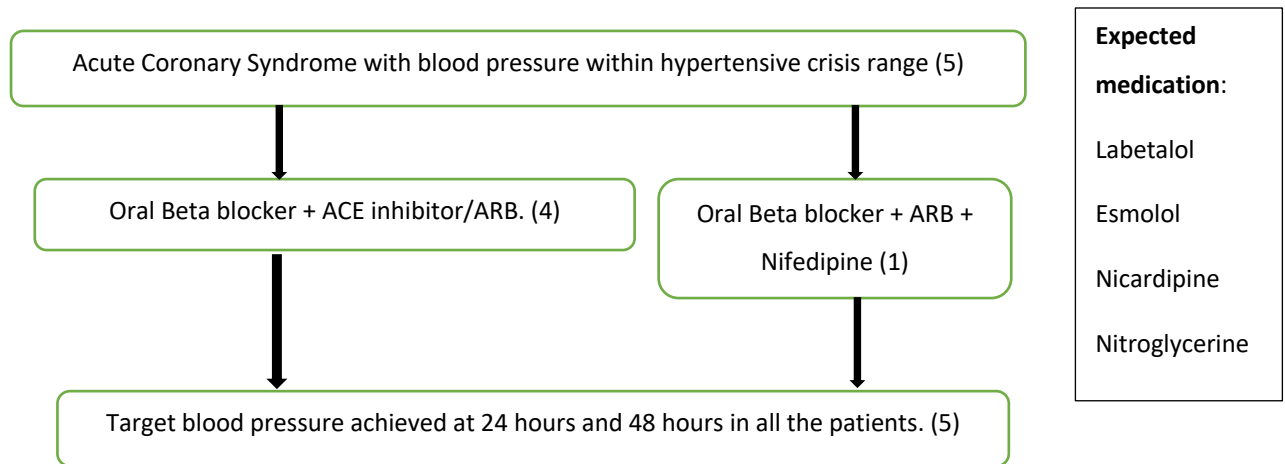 Acute Coronary Syndrome with blood pressure within hypertensive crisis range (5)
Oral Beta blocker + ACE inhibitor/ARB. (4)
Oral Beta blocker + ARB +
Nifedipine (1)
Target blood pressure achieved at 24 hours and 48 hours in all the patients. (5)
Expected
medication:
Labetalol
Esmolol
Nicardipine
Nitroglycerine